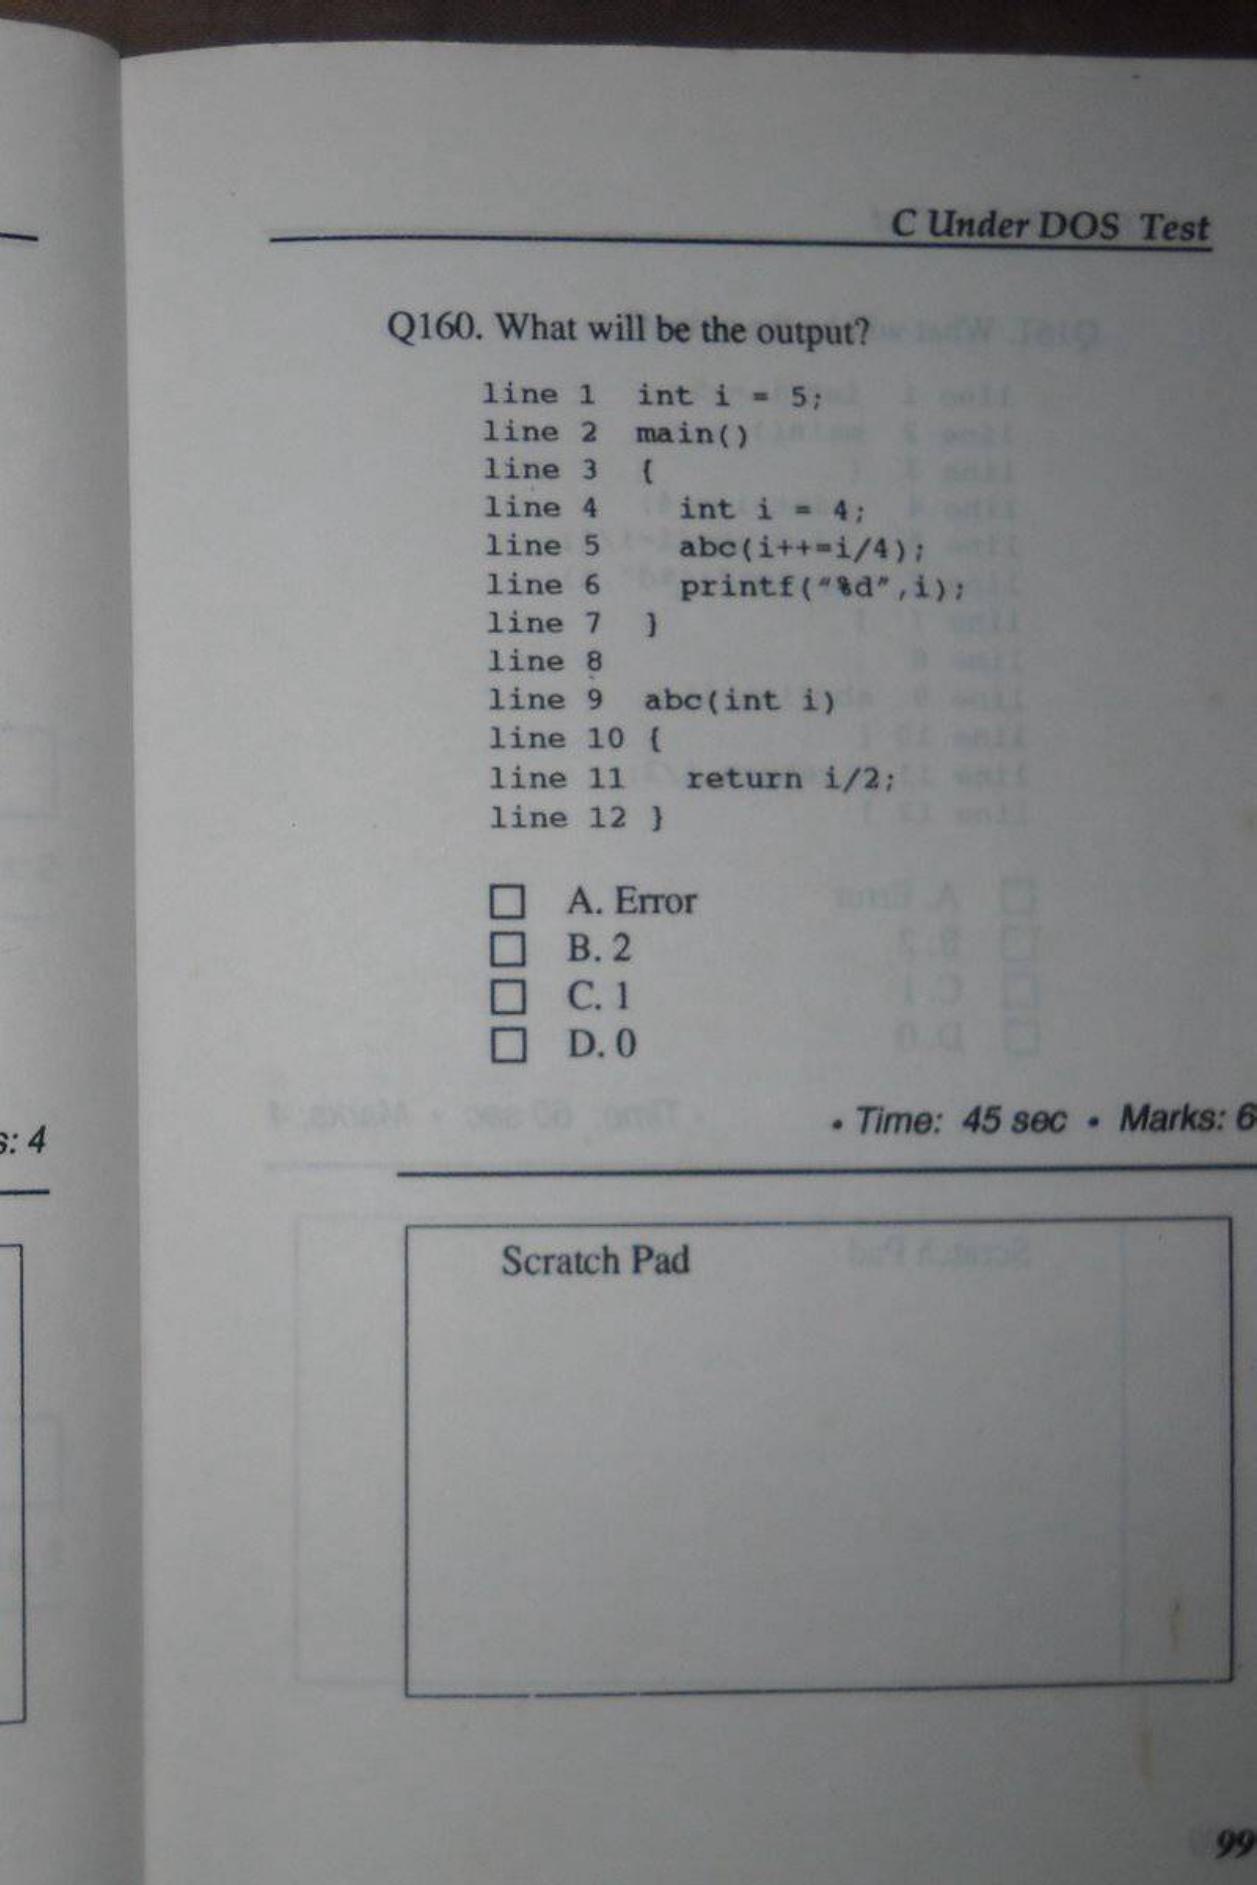 C Under DOS Test
Q160. What will be the output?
line 1 int i = 5;
line 2 main()
line 3 {
line 4 int i = 4;
line 5 abc(i++=i/4);
line 6 printf("%d",i);
line 7 }
line 8
line 9 abc(int i)
line 10 {
line 11 return i/2;
line 12 }
A. Error
B. 2
C. 1
D. 0
s: 4
• Time: 45 sec • Marks: 6
Scratch Pad
99